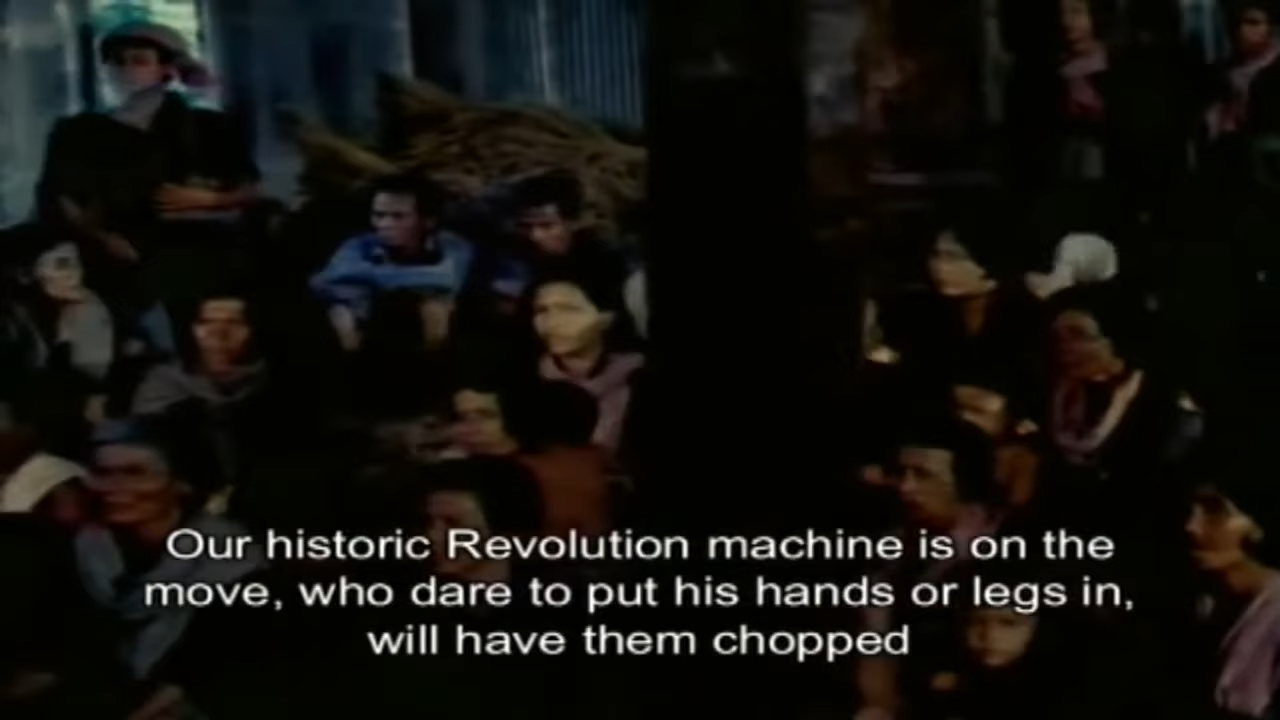 Our historic Revolution machine is on the
move, who dare to put his hands or legs in,
will have them chopped